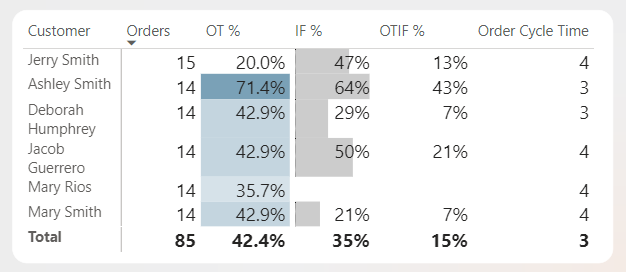 Customer Orders OT % IF % OTIF % Order Cycle Time
Jerry Smith 15 20.0% 47% 13% 4
Ashley Smith 14 71.4% 64% 43% 3
Deborah 14 42.9% 29% 7% 3
Humphrey
Jacob 14 42.9% 50% 21% 4
Guerrero
Mary Rios 14 35.7% 4
Mary Smith 14 42.9% 21% 7% 4
Total 85 42.4% 35% 15% 3